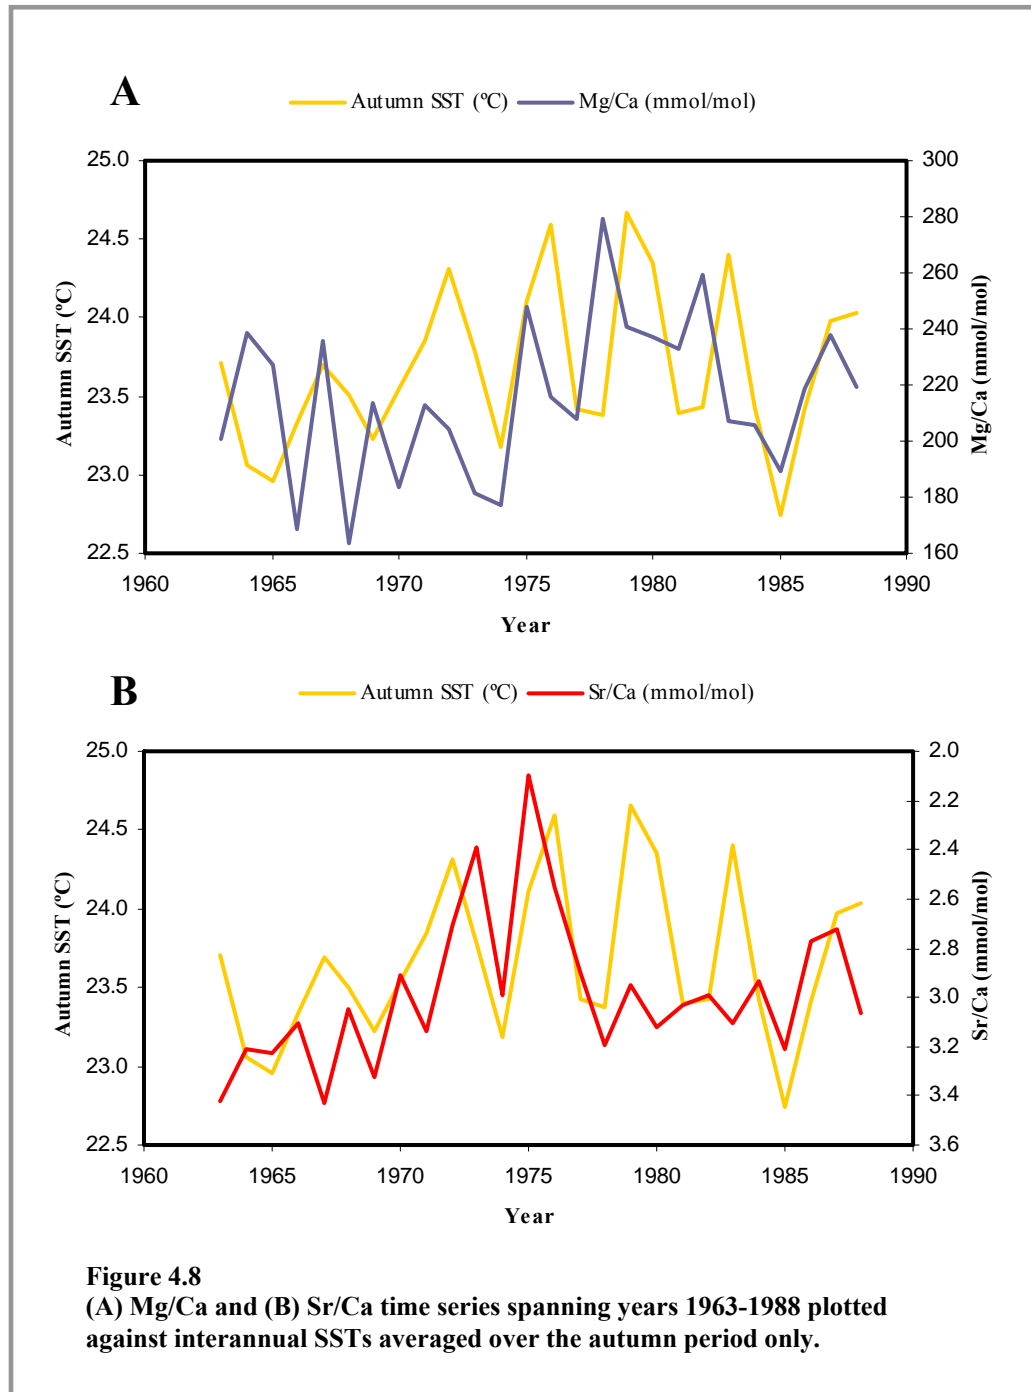 A
Autumn SST (ºC) Mg/Ca (mmol/mol)
25.0
24.5
24.0
23.5
23.0
22.5
Autumn SST (ºC)
300
280
260
240
220
200
180
160
Mg/Ca (mmol/mol)
1960 1965 1970 1975 1980 1985 1990
Year
B
Autumn SST (ºC) Sr/Ca (mmol/mol)
25.0
24.5
24.0
23.5
23.0
22.5
Autumn SST (ºC)
2.0
2.2
2.4
2.6
2.8
3.0
3.2
3.4
3.6
Sr/Ca (mmol/mol)
1960 1965 1970 1975 1980 1985 1990
Year
Figure 4.8
(A) Mg/Ca and (B) Sr/Ca time series spanning years 1963-1988 plotted
against interannual SSTs averaged over the autumn period only.